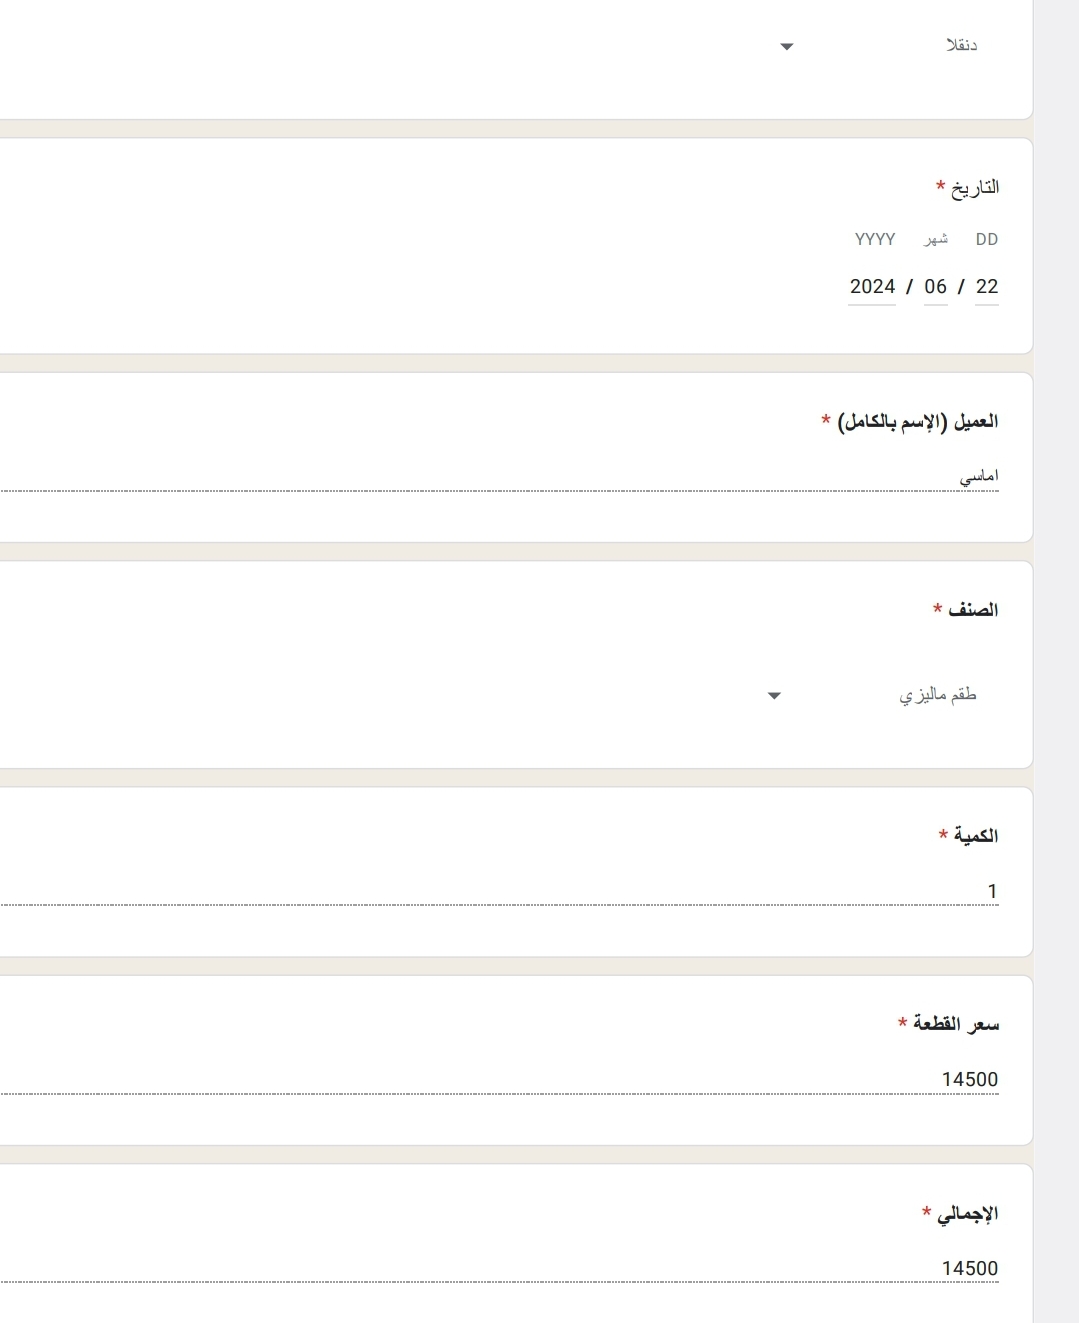 دنقلا
التاريخ *
DD شهر YYYY
22 / 06 / 2024
العميل (الإسم بالكامل) *
اماسي
الصنف *
طقم ماليزي
الكمية *
1
سعر القطعة *
14500
الإجمالي *
14500